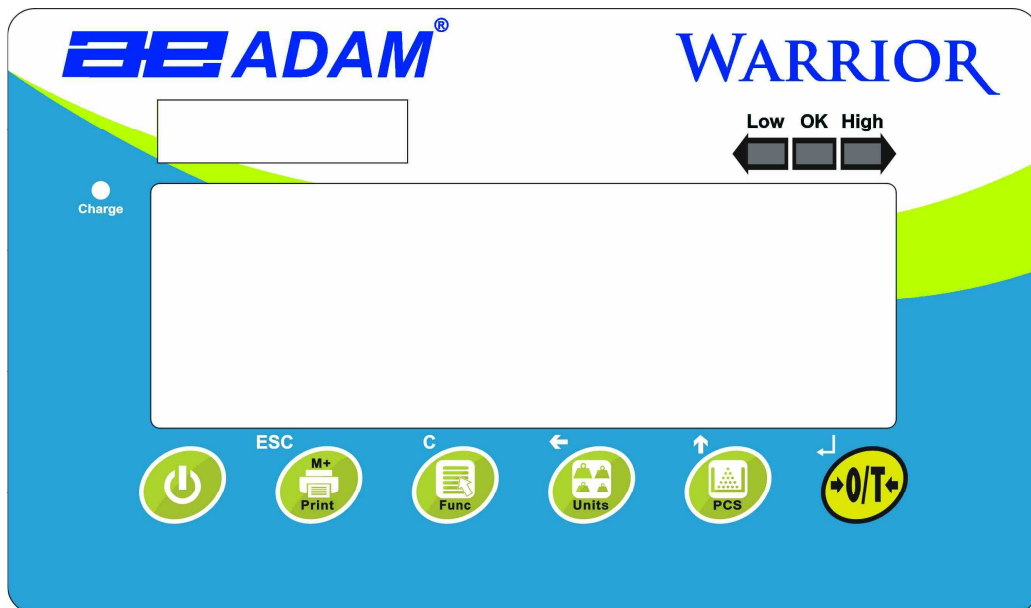 ae ADAM®
WARRIOR
Low OK High
Charge
ESC
C
M+
Print
Func
Units
PCS
→0/T←